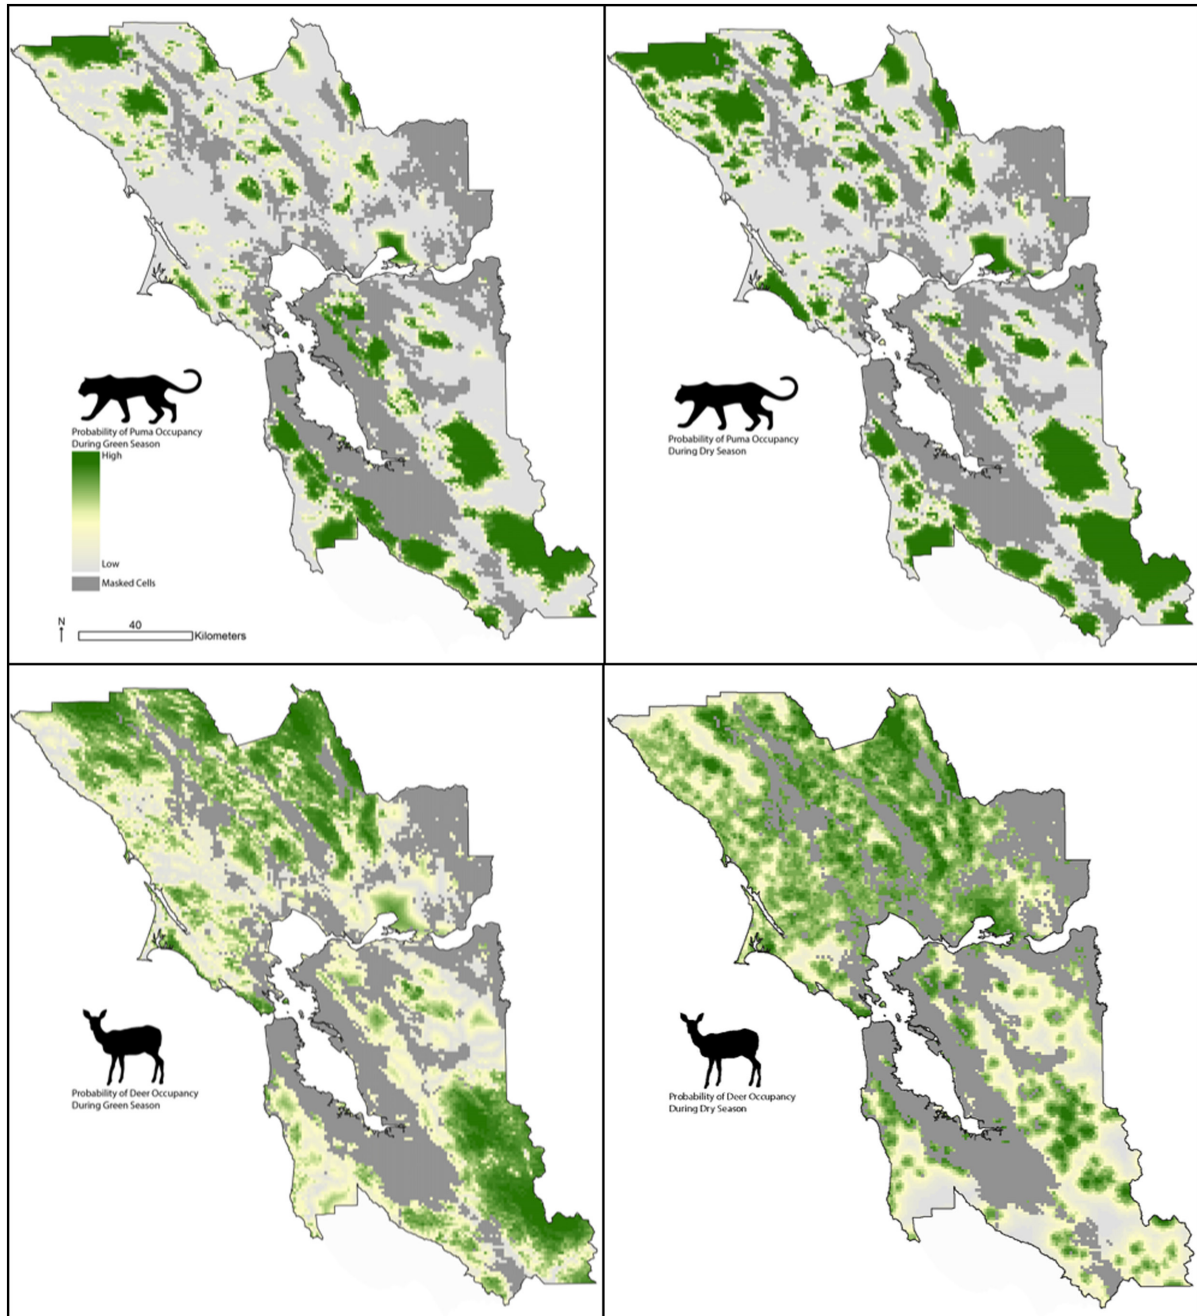 Probability of Puma Occupancy
During Green Season
High
Low
Masked Cells
N
40
Kilometers
Probability of Puma Occupancy
During Dry Season
Probability of Deer Occupancy
During Green Season
Probability of Deer Occupancy
During Dry Season